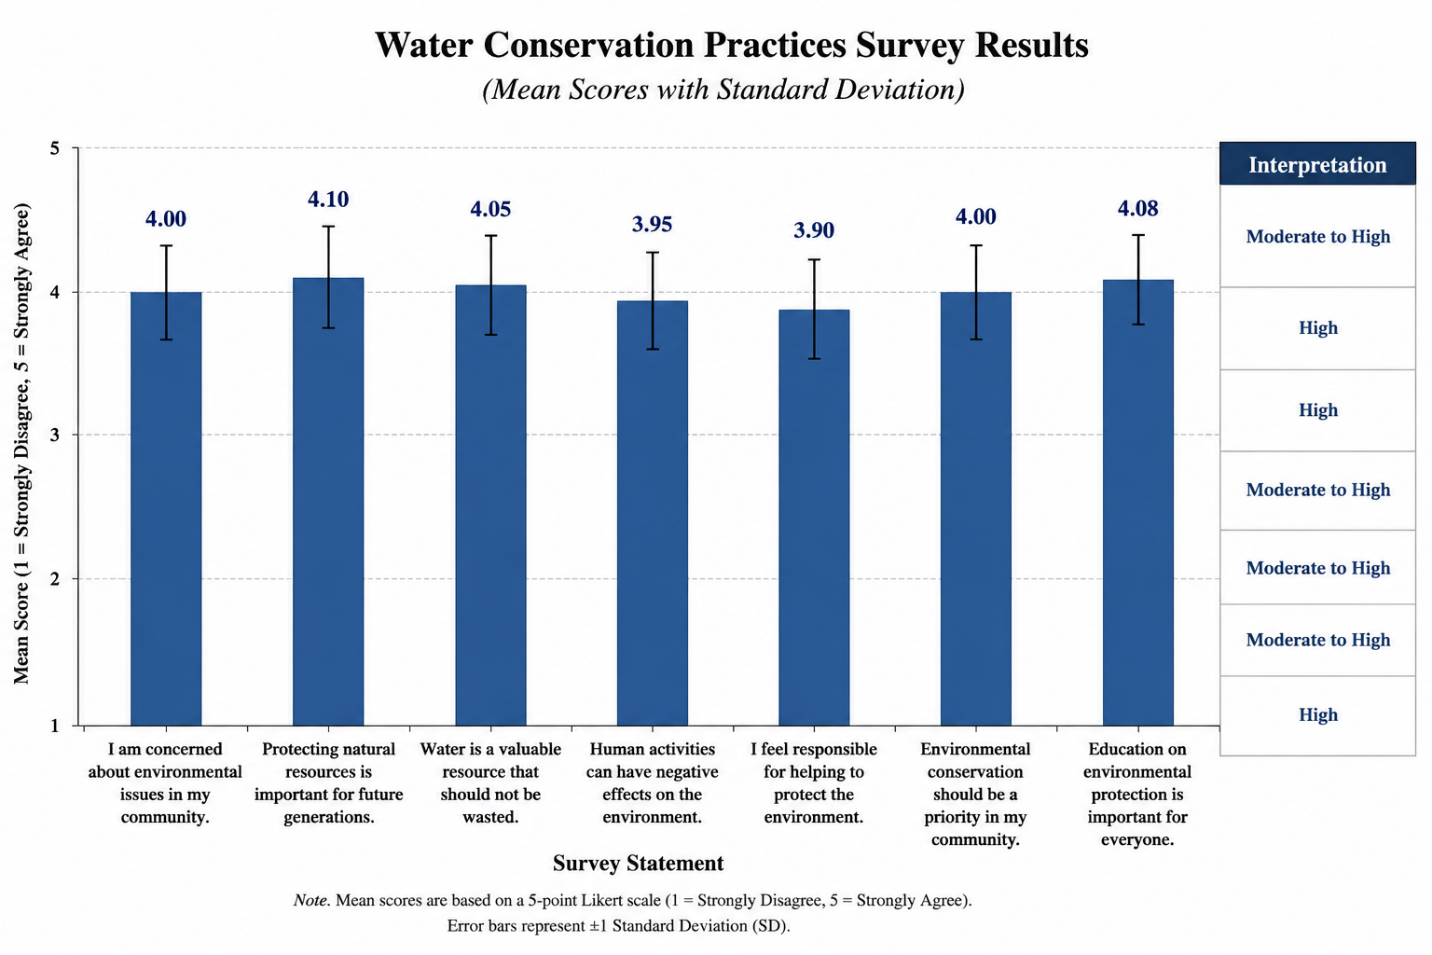 Water Conservation Practices Survey Results
(Mean Scores with Standard Deviation)
Mean Score (1 = Strongly Disagree, 5 = Strongly Agree)
5
4
3
2
1
4.00
4.10
4.05
3.95
3.90
4.00
4.08
I am concerned
about environmental
issues in my
community.
Protecting natural
resources is
important for future
generations.
Water is a valuable
resource that
should not be
wasted.
Human activities
can have negative
effects on the
environment.
I feel responsible
for helping to
protect the
environment.
Environmental
conservation
should be a
priority in my
community.
Education on
environmental
protection is
important for
everyone.
Survey Statement
Interpretation
Moderate to High
High
High
Moderate to High
Moderate to High
Moderate to High
High
Note. Mean scores are based on a 5-point Likert scale (1 = Strongly Disagree, 5 = Strongly Agree).
Error bars represent ±1 Standard Deviation (SD).